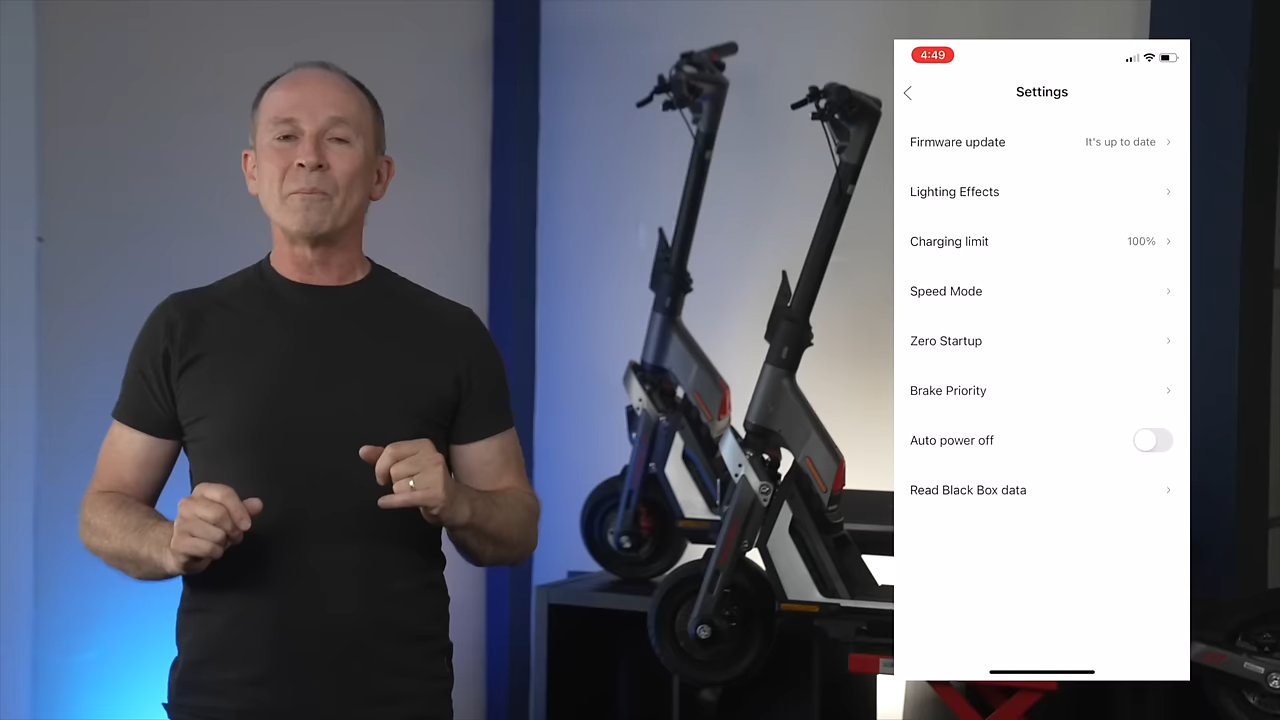 4:49
Settings
Firmware update It's up to date
Lighting Effects
Charging limit 100%
Speed Mode
Zero Startup
Brake Priority
Auto power off
Read Black Box data